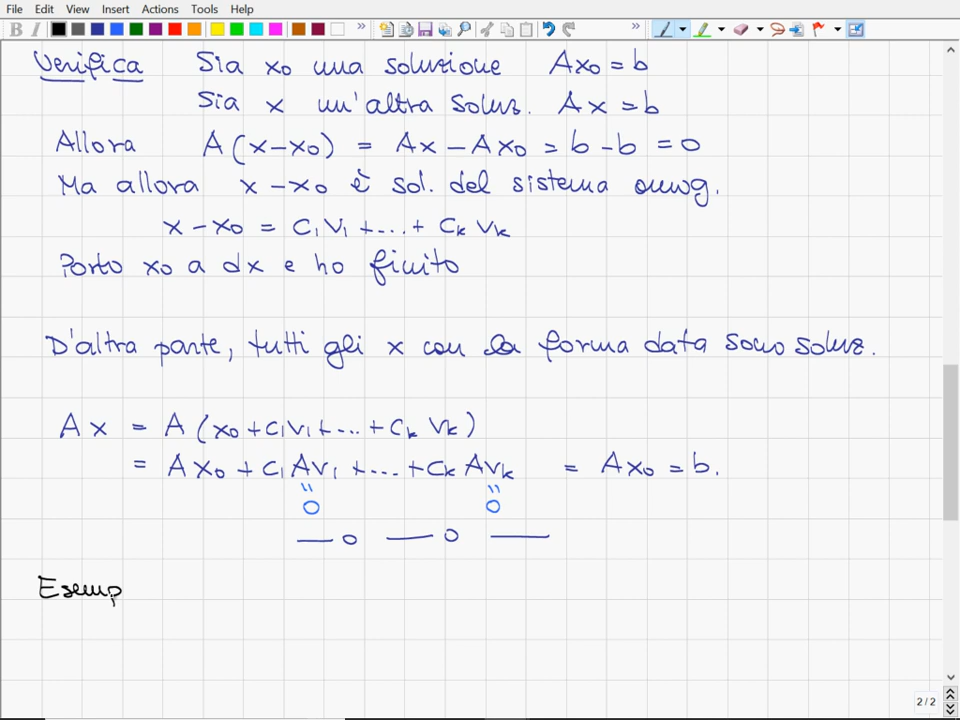 File Edit View Insert Actions Tools Help
B I
Verifica Sia x₀ una soluzione Ax₀ = b
Sia x un'altra soluz. Ax = b
Allora A(x-x₀) = Ax - Ax₀ = b - b = 0
Ma allora x - x₀ è sol. del sistema omog.
x - x₀ = c₁v₁ + .... + cₖvₖ
Porto x₀ a dx e ho finito
D'altra parte, tutti gli x con la forma data sono soluz.
Ax = A(x₀ + c₁v₁ + .... + cₖvₖ)
= Ax₀ + c₁Av₁ + .... + cₖAvₖ = Ax₀ = b.
" "
0 0
— 0 — 0 —
Esemp
2 / 2